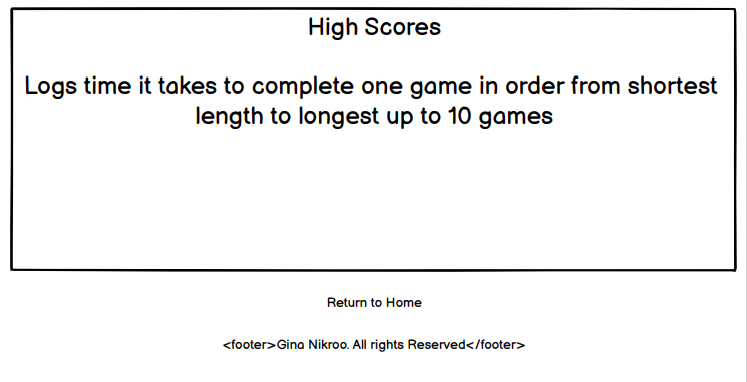 High Scores
Logs time it takes to complete one game in order from shortest
length to longest up to 10 games
Return to Home
<footer>Gina Nikroo. All rights Reserved</footer>